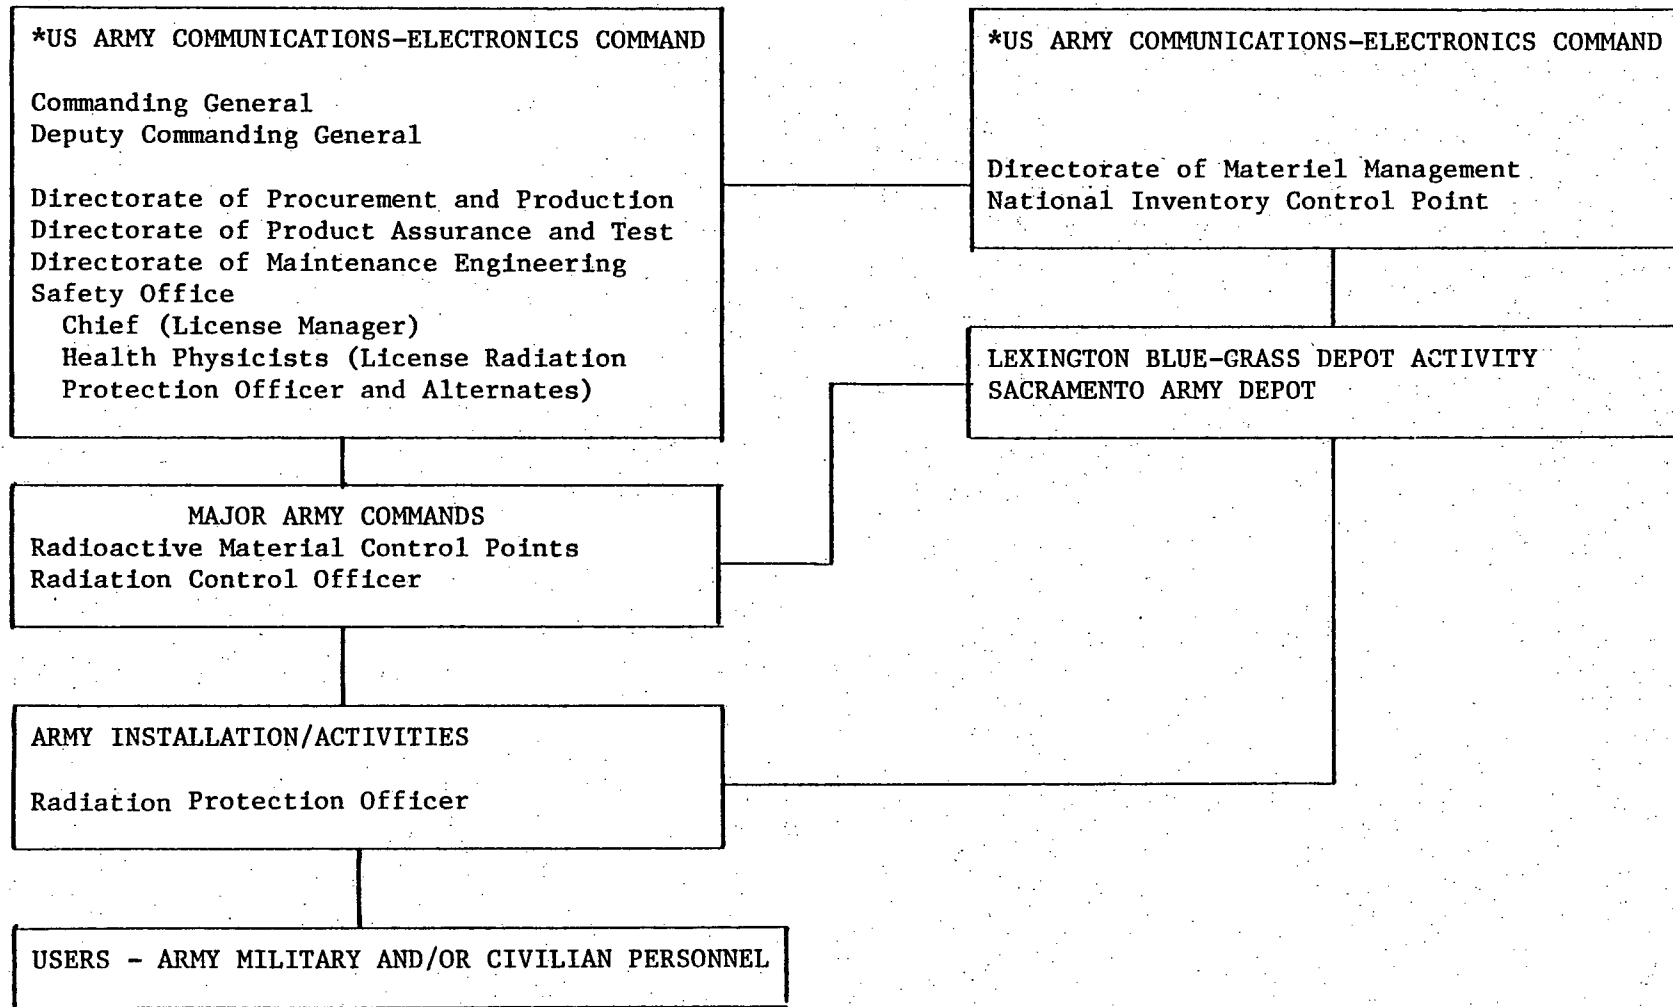 *US ARMY COMMUNICATIONS-ELECTRONICS COMMAND
Commanding General
Deputy Commanding General
Directorate of Procurement and Production
Directorate of Product Assurance and Test
Directorate of Maintenance Engineering
Safety Office
Chief (License Manager)
Health Physicists (License Radiation
Protection Officer and Alternates)
*US ARMY COMMUNICATIONS-ELECTRONICS COMMAND
Directorate of Materiel Management
National Inventory Control Point
LEXINGTON BLUE-GRASS DEPOT ACTIVITY
SACRAMENTO ARMY DEPOT
MAJOR ARMY COMMANDS
Radioactive Material Control Points
Radiation Control Officer
ARMY INSTALLATION/ACTIVITIES
Radiation Protection Officer
USERS - ARMY MILITARY AND/OR CIVILIAN PERSONNEL